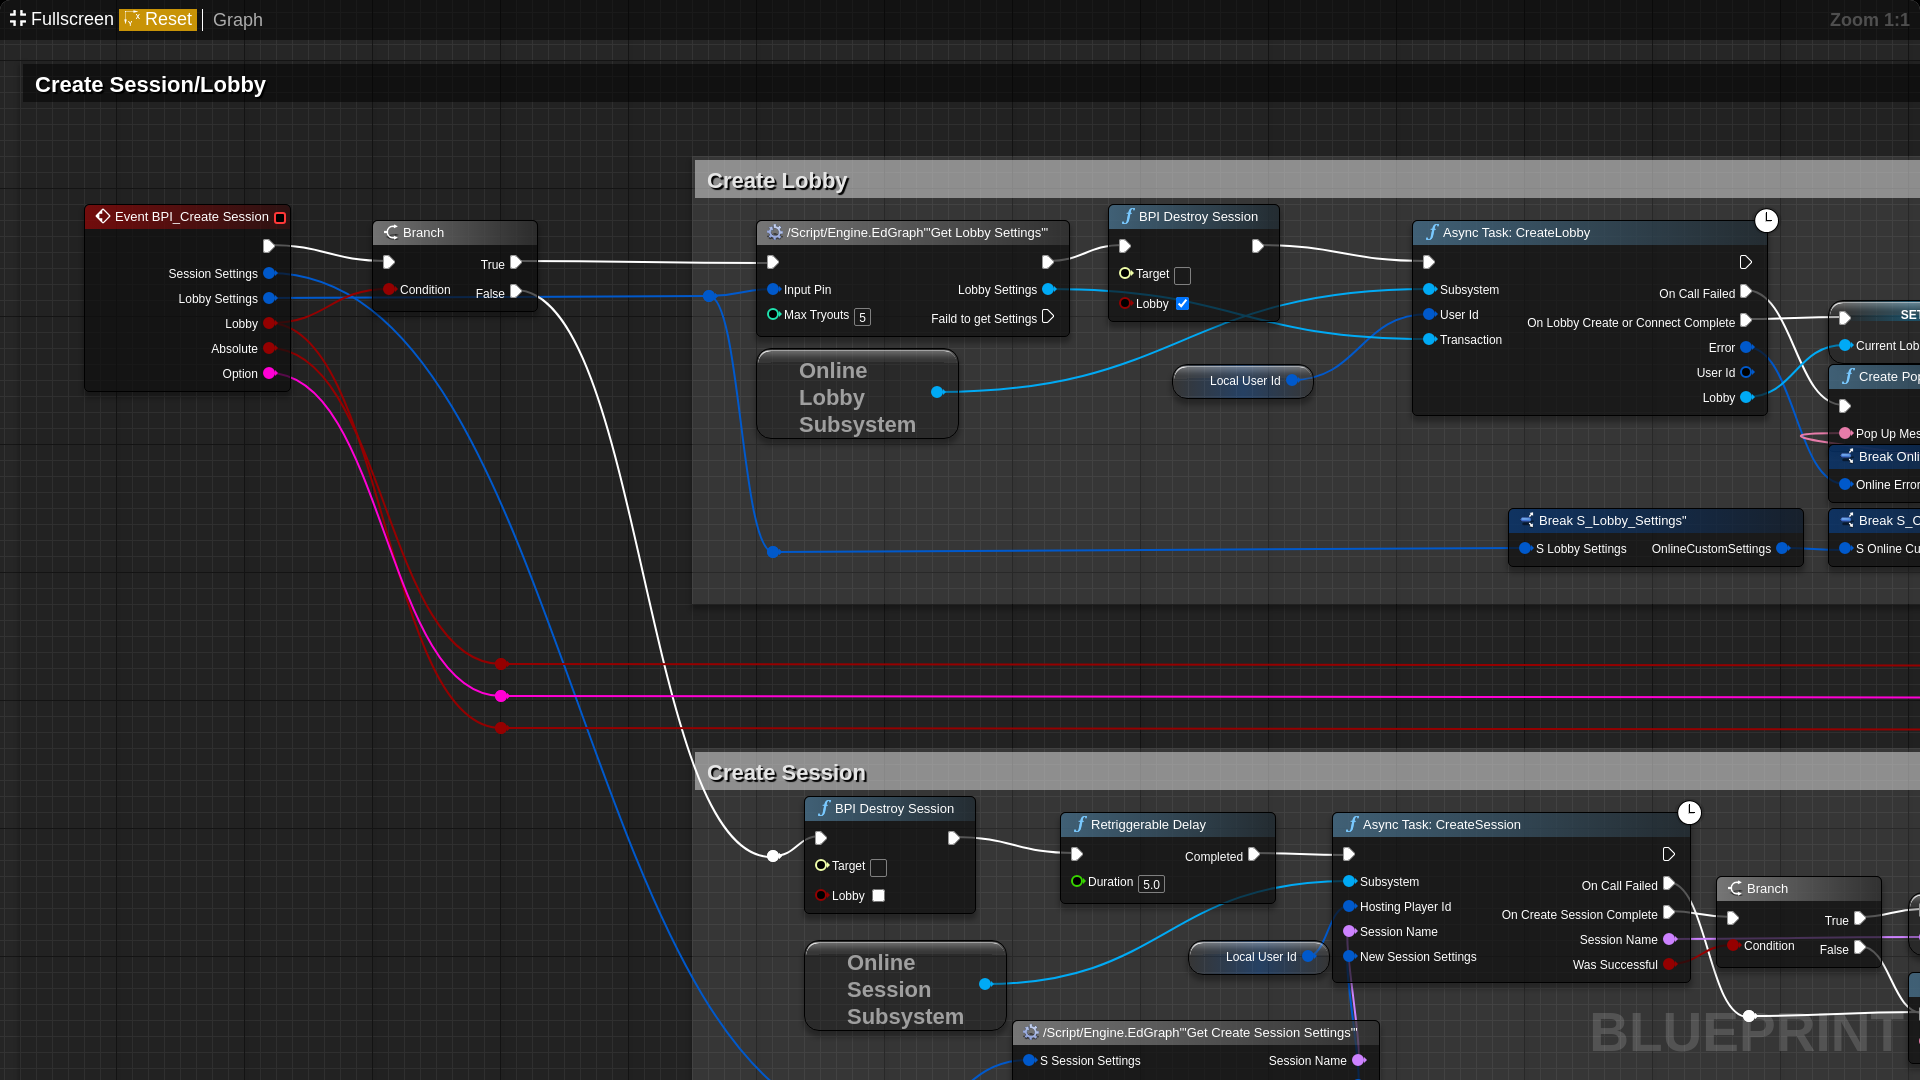 Fullscreen Reset Graph Zoom 1:1
Create Session/Lobby
Create Lobby
Event BPI_Create Session
Session Settings
Lobby Settings
Lobby
Absolute
Option
Branch
True
Condition
False
/Script/Engine.EdGraph'"Get Lobby Settings"'
Input Pin
Lobby Settings
Max Tryouts 5
Faild to get Settings
BPI Destroy Session
Target
Lobby
Async Task: CreateLobby
Subsystem
On Call Failed
User Id
On Lobby Create or Connect Complete
Transaction
Error
User Id
Lobby
SET
Current Lob
Create Pop
Pop Up Mes
Break Onli
Online Error
Online
Lobby
Subsystem
Local User Id
Break S_Lobby_Settings"
S Lobby Settings
OnlineCustomSettings
Break S_O
S Online Cu
Create Session
BPI Destroy Session
Target
Lobby
Retriggerable Delay
Completed
Duration 5.0
Async Task: CreateSession
Subsystem
On Call Failed
Hosting Player Id
On Create Session Complete
Session Name
Session Name
New Session Settings
Was Successful
Branch
True
Condition
False
Online
Session
Subsystem
Local User Id
/Script/Engine.EdGraph'"Get Create Session Settings"'
S Session Settings
Session Name
BLUEPRINT